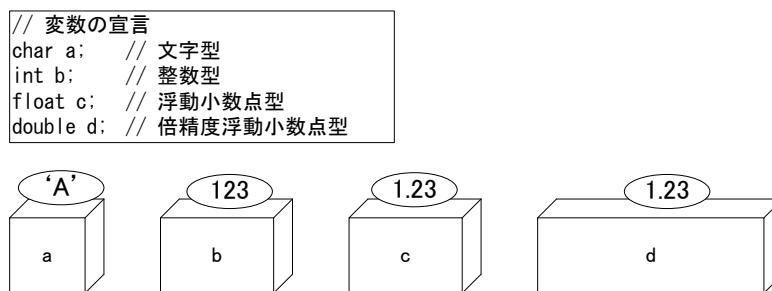 // 変数の宣言
char a;   // 文字型
int b;    // 整数型
float c;  // 浮動小数点型
double d; // 倍精度浮動小数点型
‘A’ 123 1.23 1.23
a b c d